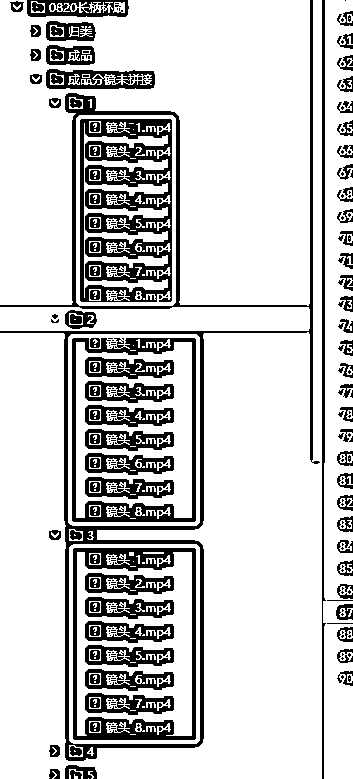 0820长柄杯刷
归类
成品
成品分镜未拼接
1
镜头_1.mp4
镜头_2.mp4
镜头_3.mp4
镜头_4.mp4
镜头_5.mp4
镜头_6.mp4
镜头_7.mp4
镜头_8.mp4
2
镜头_1.mp4
镜头_2.mp4
镜头_3.mp4
镜头_4.mp4
镜头_5.mp4
镜头_6.mp4
镜头_7.mp4
镜头_8.mp4
3
镜头_1.mp4
镜头_2.mp4
镜头_3.mp4
镜头_4.mp4
镜头_5.mp4
镜头_6.mp4
镜头_7.mp4
镜头_8.mp4
4
5
60
61
62
63
64
65
66
67
68
69
70
71
72
73
74
75
76
77
78
79
80
81
82
83
84
85
86
87
88
89
90